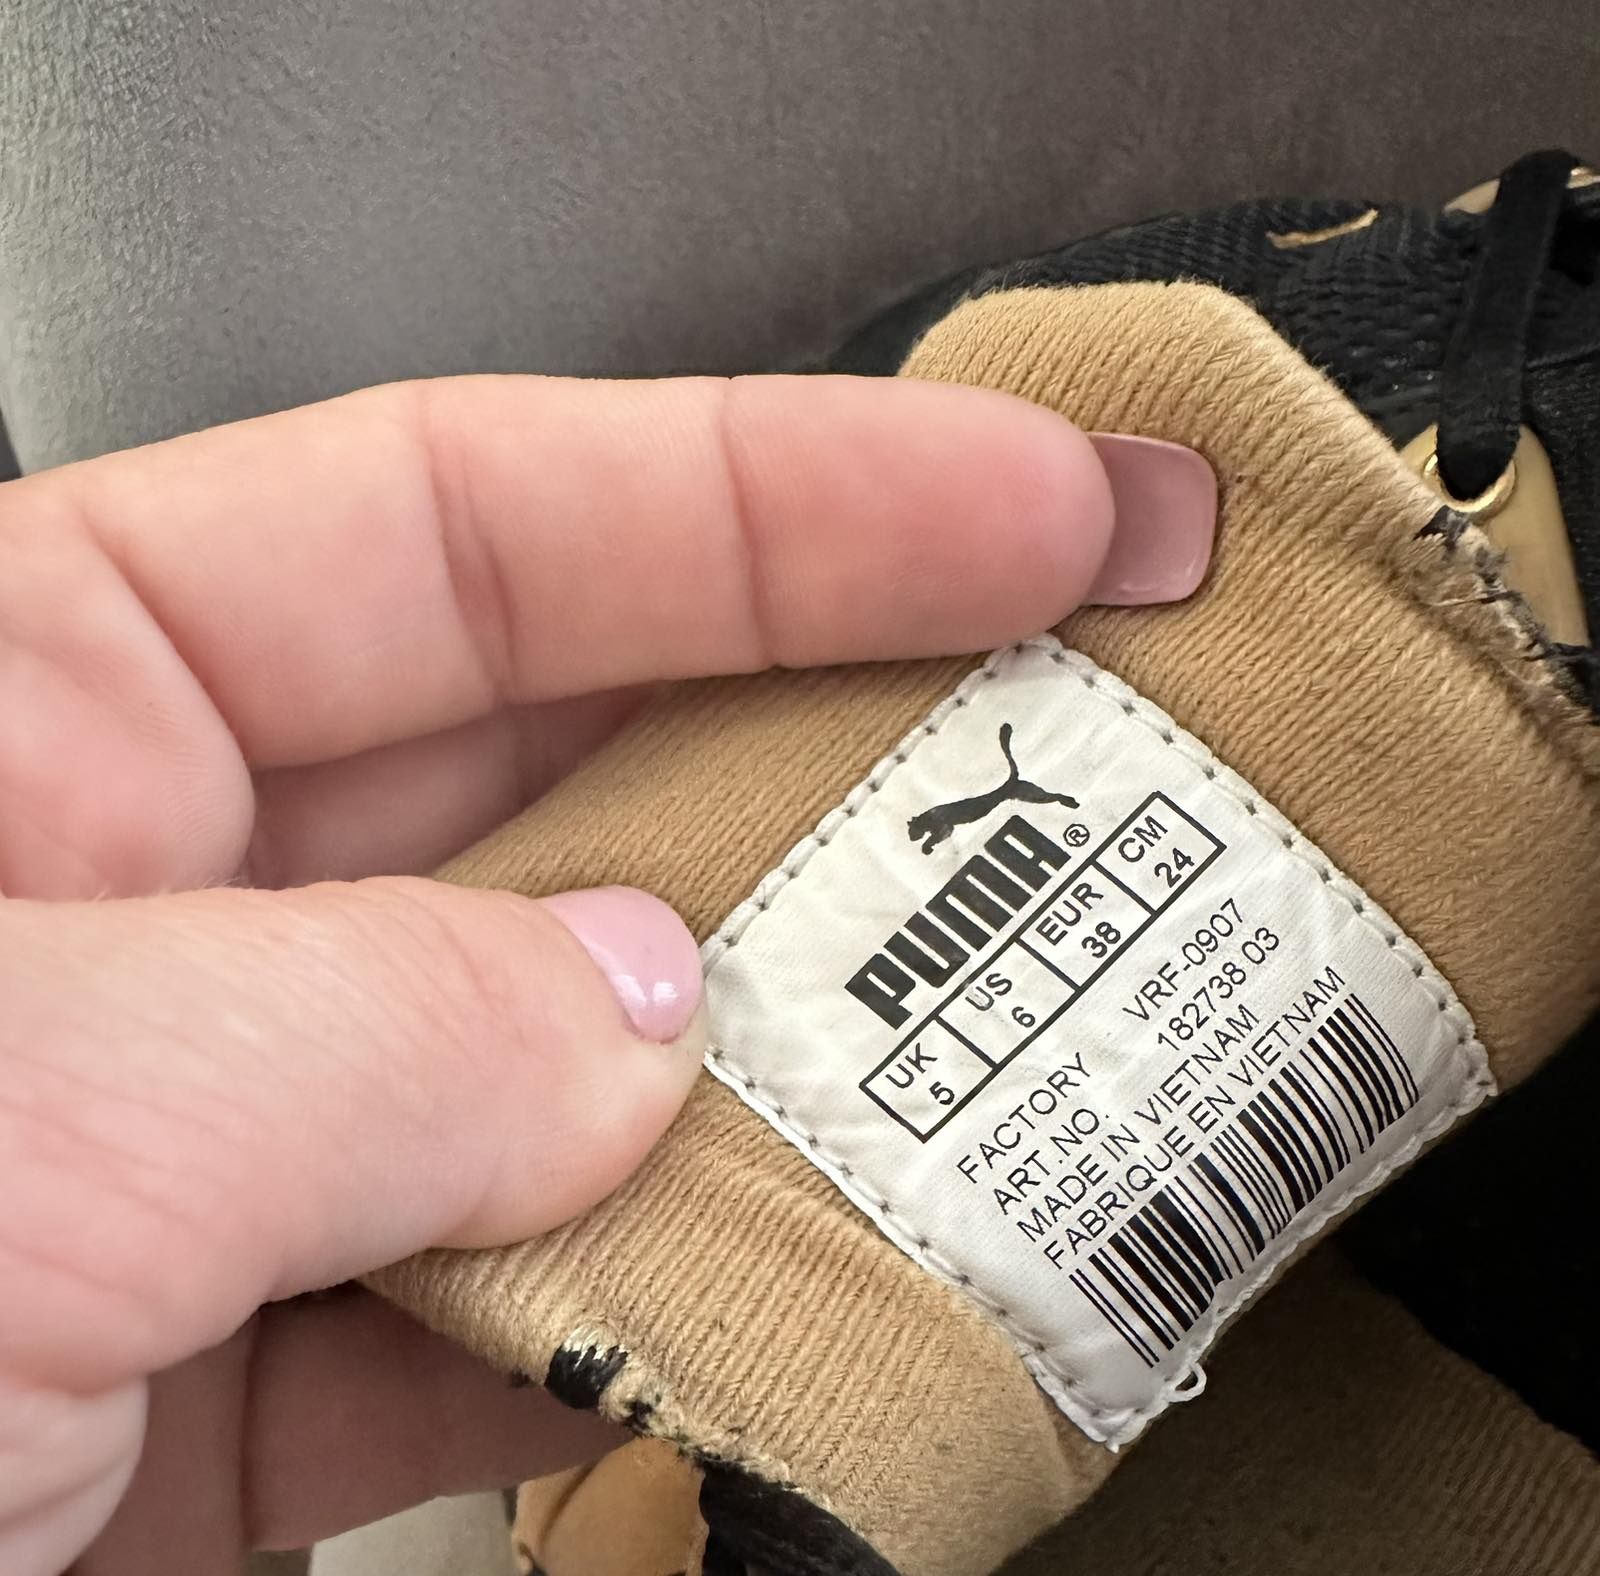 PUMA®
UK US EUR CM
5 6 38 24
FACTORY VRF-0907
ART.NO. 182738 03
MADE IN VIETNAM
FABRIQUE EN VIETNAM